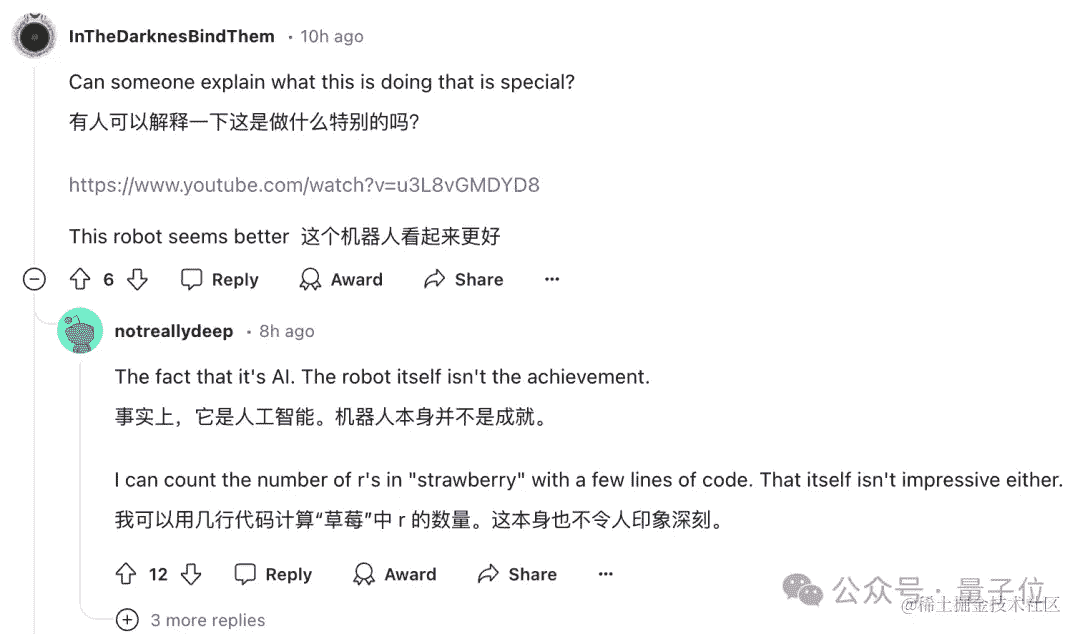 InTheDarknesBindThem · 10h ago
Can someone explain what this is doing that is special?
有人可以解释一下这是做什么特别的吗?
https://www.youtube.com/watch?v=u3L8vGMDYD8
This robot seems better 这个机器人看起来更好
6 Reply Award Share ...
notreallydeep · 8h ago
The fact that it's AI. The robot itself isn't the achievement.
事实上，它是人工智能。机器人本身并不是成就。
I can count the number of r's in "strawberry" with a few lines of code. That itself isn't impressive either.
我可以用几行代码计算“草莓”中 r 的数量。这本身也不令人印象深刻。
12 Reply Award Share ...
公众号 · 量子位
@稀土掘金技术社区
3 more replies